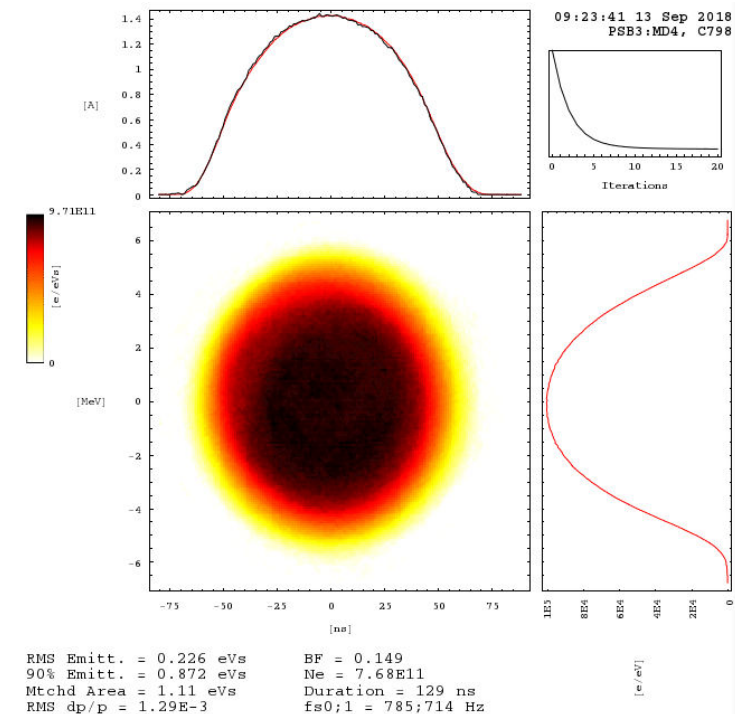 09:23:41 13 Sep 2018
PSB3:MD4, C798
1.4
1.2
1
0.8
0.6
0.4
0.2
0
[A]
0 5 10 15 20
Iterations
9.71E11
0
[e/eVs]
6
4
2
0
-2
-4
-6
[MeV]
-75 -50 -25 0 25 50 75
[ns]
1E5 8E4 6E4 4E4 2E4 0
[e/eV]
RMS Emitt. = 0.226 eVs
90% Emitt. = 0.872 eVs
Mtchd Area = 1.11 eVs
RMS dp/p = 1.29E-3
BF = 0.149
Ne = 7.68E11
Duration = 129 ns
fs0;1 = 785;714 Hz